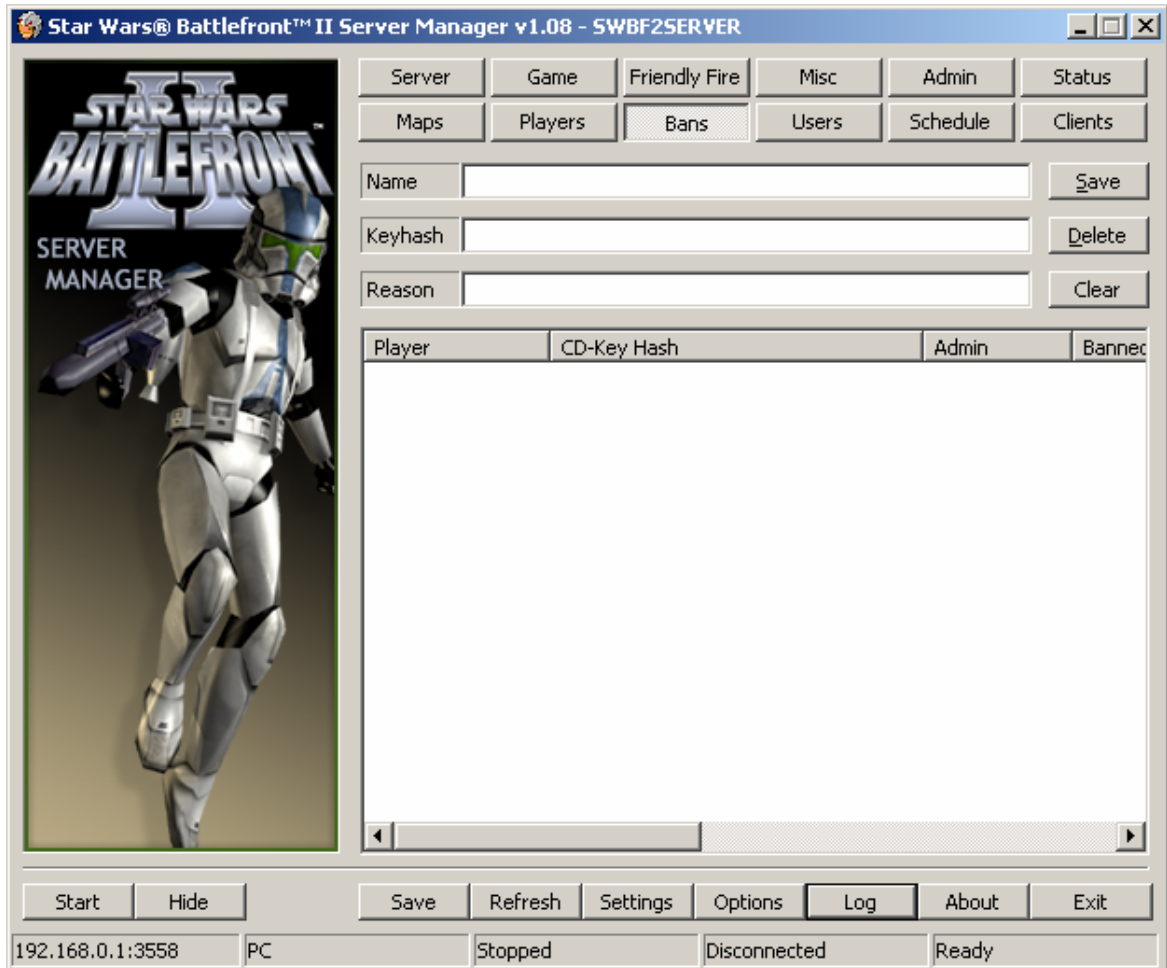 Star Wars® Battlefront™ II Server Manager v1.08 - SWBF2SERVER
STAR WARS
BATTLEFRONT™
II
SERVER
MANAGER
Server Game Friendly Fire Misc Admin Status
Maps Players Bans Users Schedule Clients
Name Save
Keyhash Delete
Reason Clear
Player CD-Key Hash Admin Banned
Start Hide Save Refresh Settings Options Log About Exit
192.168.0.1:3558 PC Stopped Disconnected Ready